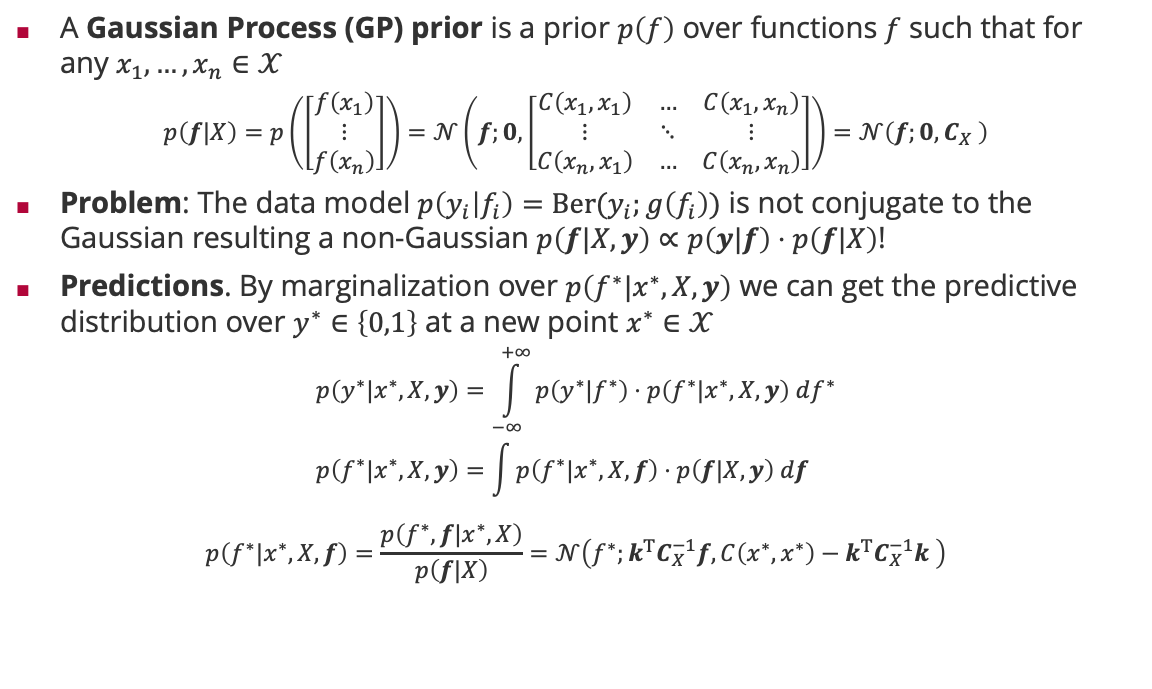 ▪ A Gaussian Process (GP) prior is a prior p(f) over functions f such that for
any x₁, …, xₙ ∈ 𝒳
p(𝒇|X) = p([f(x₁) ⋮ f(xₙ)]) = 𝒩(𝒇; 𝟎, [C(x₁, x₁) … C(x₁, xₙ) ⋮ ⋱ ⋮ C(xₙ, x₁) … C(xₙ, xₙ)]) = 𝒩(𝒇; 𝟎, 𝑪_X)
▪ Problem: The data model p(yᵢ|fᵢ) = Ber(yᵢ; g(fᵢ)) is not conjugate to the
Gaussian resulting a non-Gaussian p(𝒇|X, 𝒚) ∝ p(𝒚|𝒇) · p(𝒇|X)!
▪ Predictions. By marginalization over p(f*|x*, X, 𝒚) we can get the predictive
distribution over y* ∈ {0,1} at a new point x* ∈ 𝒳
p(y*|x*, X, 𝒚) = ∫_{−∞}^{+∞} p(y*|f*) · p(f*|x*, X, 𝒚) df*
p(f*|x*, X, 𝒚) = ∫ p(f*|x*, X, 𝒇) · p(𝒇|X, 𝒚) d𝒇
p(f*|x*, X, 𝒇) = p(f*, 𝒇|x*, X) / p(𝒇|X) = 𝒩(f*; 𝒌ᵀ𝑪_X⁻¹𝒇, C(x*, x*) − 𝒌ᵀ𝑪_X⁻¹𝒌)